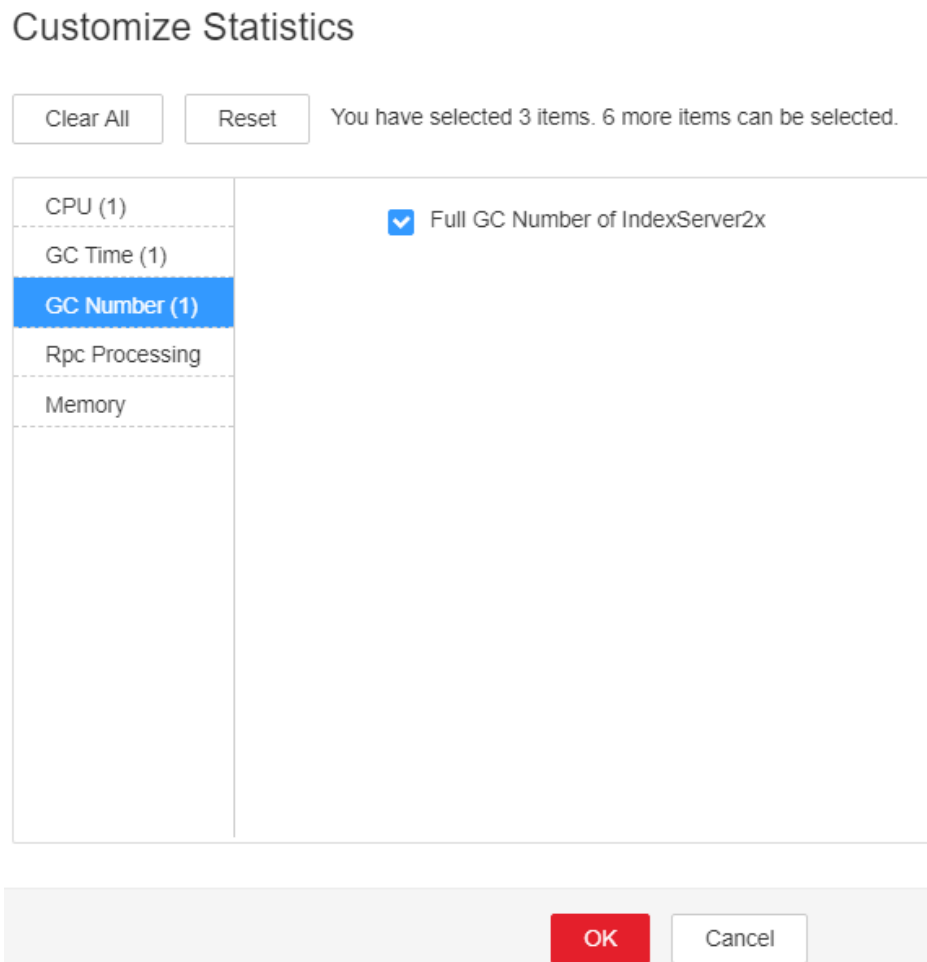 Customize Statistics
Clear All
Reset
You have selected 3 items. 6 more items can be selected.
CPU (1)
GC Time (1)
GC Number (1)
Rpc Processing
Memory
Full GC Number of IndexServer2x
OK
Cancel